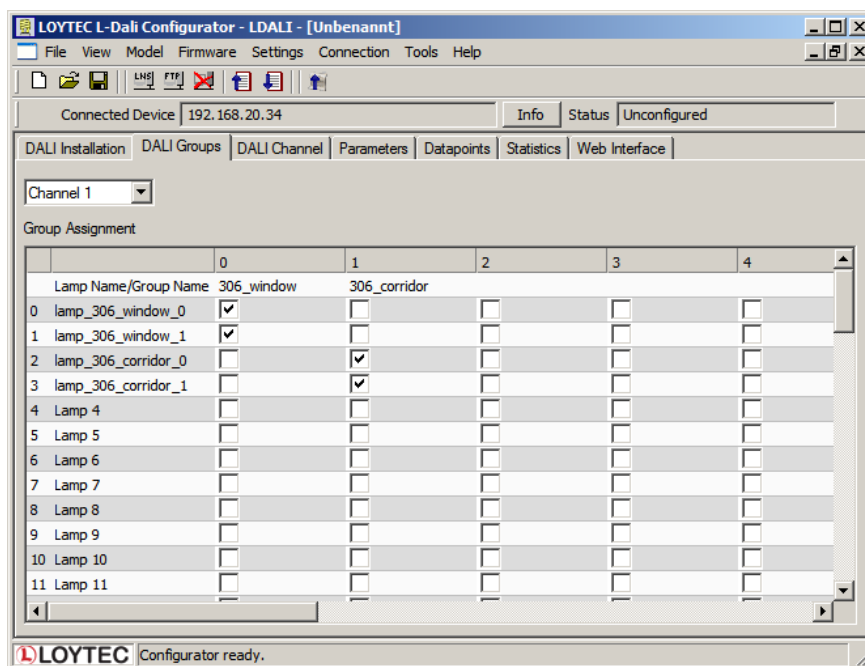 LOYTEC L-Dali Configurator - LDALI - [Unbenannt]
File View Model Firmware Settings Connection Tools Help
LNS FTP
Connected Device 192.168.20.34 Info Status Unconfigured
DALI Installation DALI Groups DALI Channel Parameters Datapoints Statistics Web Interface
Channel 1
Group Assignment
0 1 2 3 4
Lamp Name/Group Name 306_window 306_corridor
0 lamp_306_window_0
1 lamp_306_window_1
2 lamp_306_corridor_0
3 lamp_306_corridor_1
4 Lamp 4
5 Lamp 5
6 Lamp 6
7 Lamp 7
8 Lamp 8
9 Lamp 9
10 Lamp 10
11 Lamp 11
LOYTEC Configurator ready.